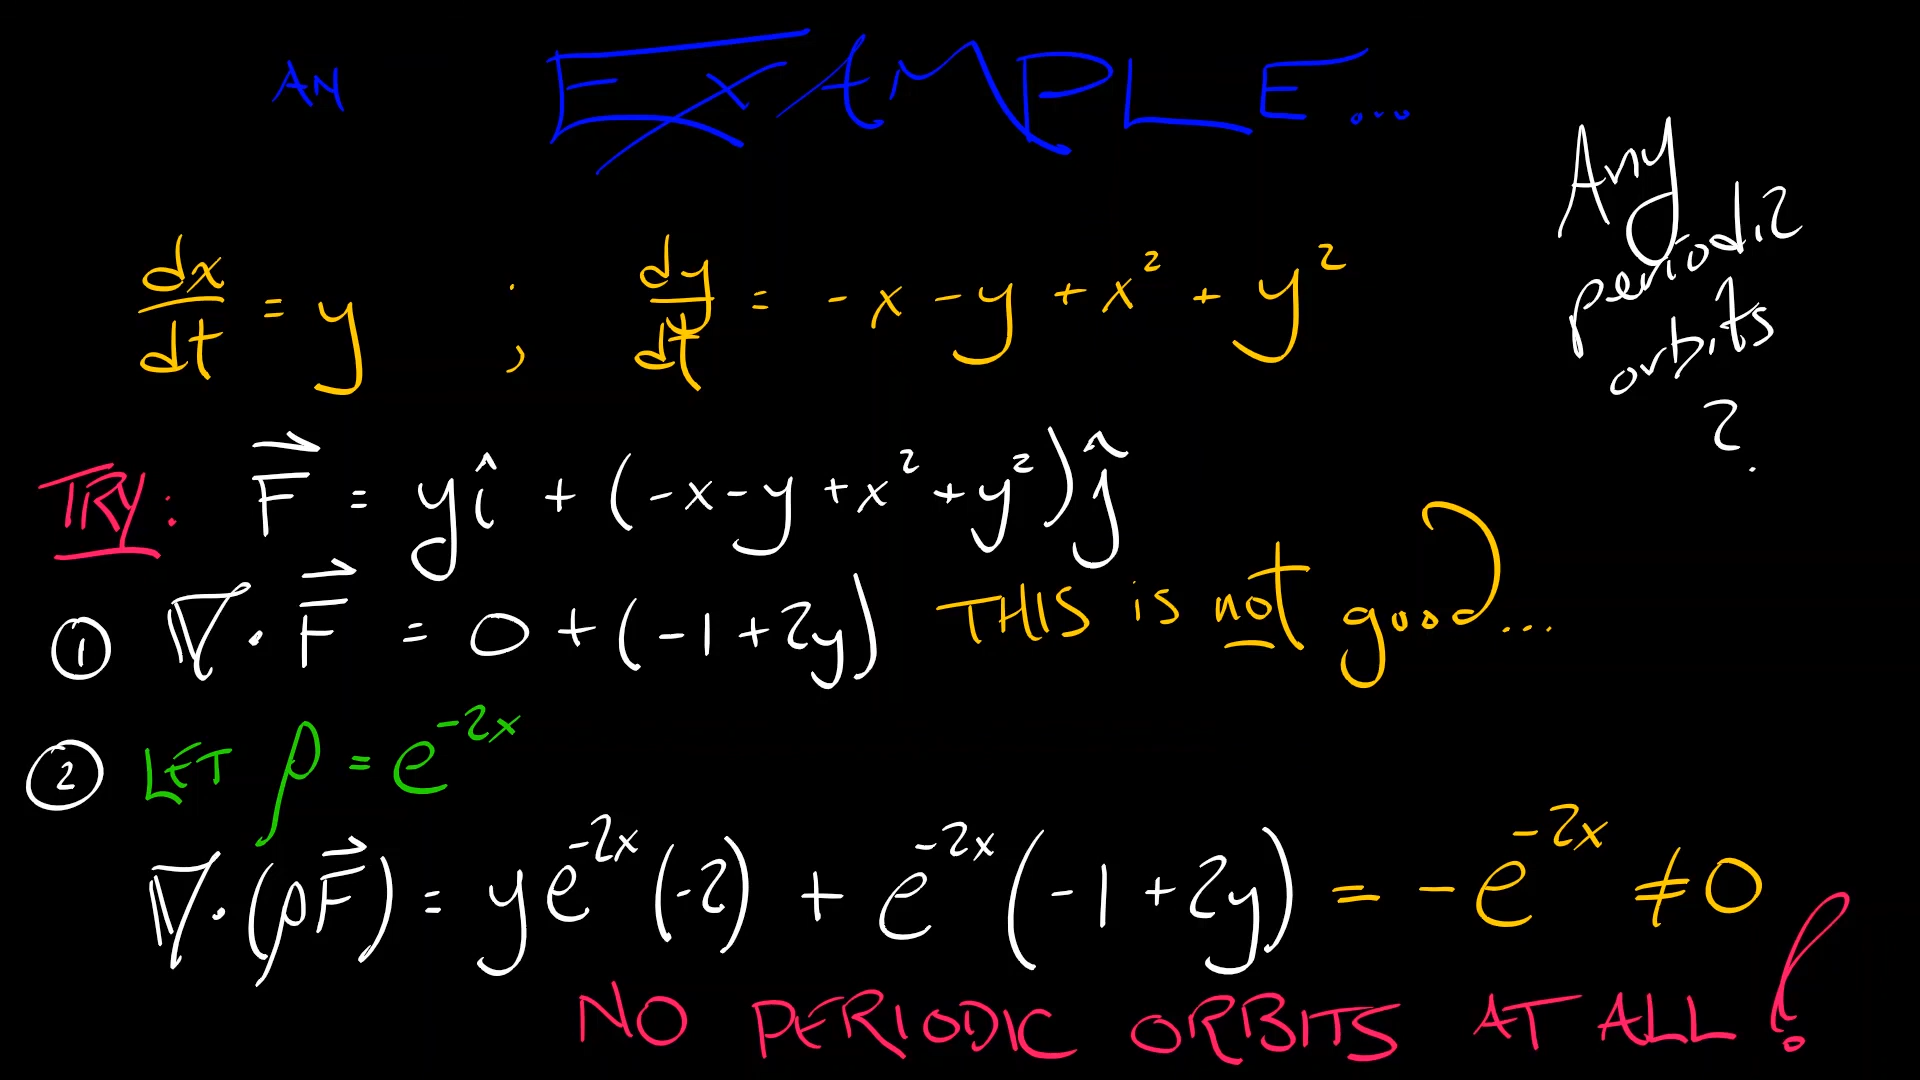 AN EXAMPLE...
Any
periodic
orbits
?
dx/dt = y ; dy/dt = -x - y + x² + y²
TRY: F⃗ = y î + (-x - y + x² + y²) ĵ
① ∇ · F⃗ = 0 + (-1 + 2y) THIS is not good...
② LET ρ = e^{-2x}
∇ · (ρF⃗) = y e^{-2x} (-2) + e^{-2x} (-1 + 2y) = -e^{-2x} ≠ 0
NO PERIODIC ORBITS AT ALL!